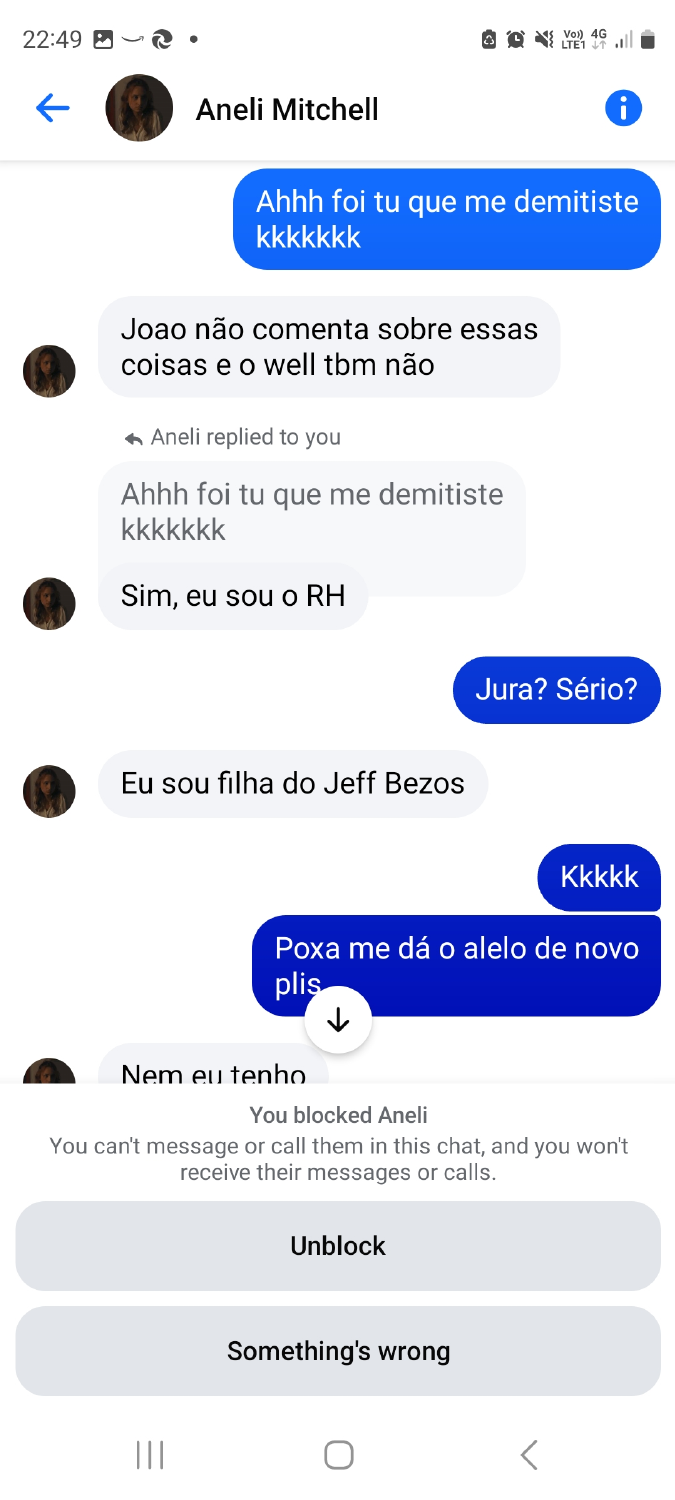 22:49
Vo)) 4G
LTE1
Aneli Mitchell
Ahhh foi tu que me demitiste
kkkkkkk
Joao não comenta sobre essas
coisas e o well tbm não
Aneli replied to you
Ahhh foi tu que me demitiste
kkkkkkk
Sim, eu sou o RH
Jura? Sério?
Eu sou filha do Jeff Bezos
Kkkkk
Poxa me dá o alelo de novo
plis
Nem eu tenho
You blocked Aneli
You can't message or call them in this chat, and you won't
receive their messages or calls.
Unblock
Something's wrong